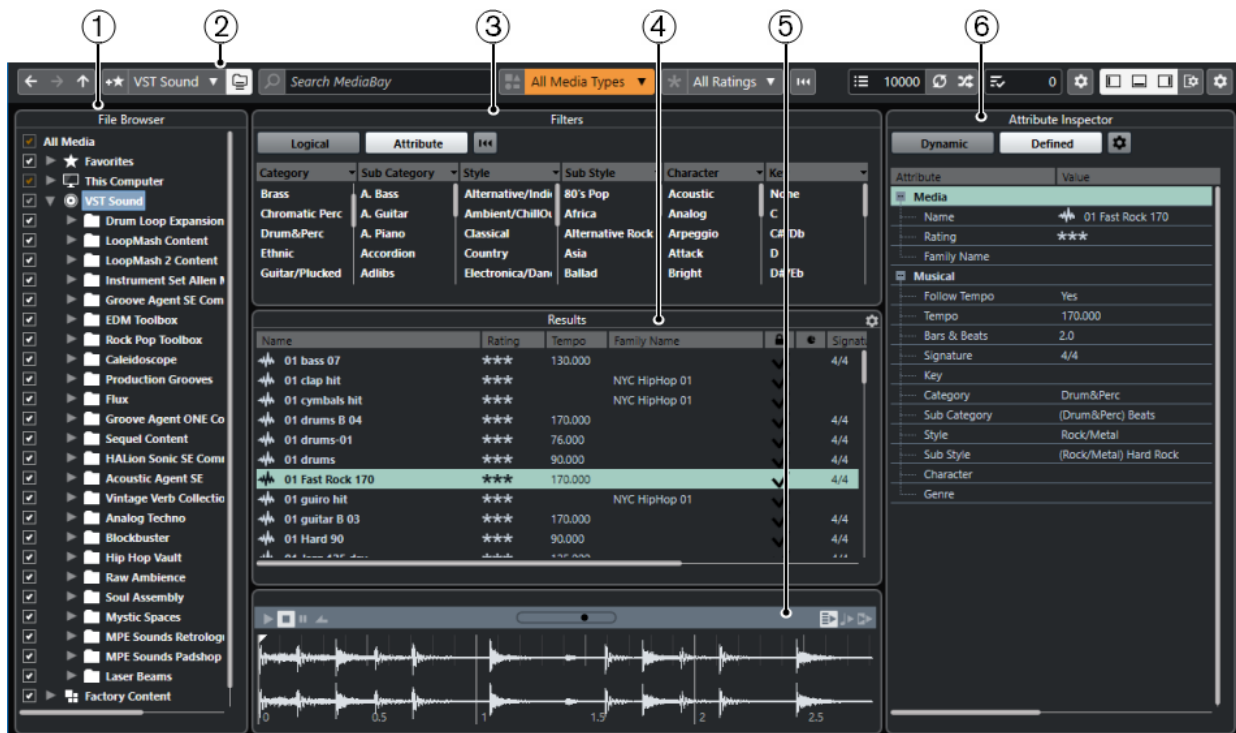 1 2 3 4 5 6
VST Sound Search MediaBay All Media Types All Ratings 10000 0
File Browser
All Media
Favorites
This Computer
VST Sound
Drum Loop Expansion
LoopMash Content
LoopMash 2 Content
Instrument Set Allen
Groove Agent SE Com
EDM Toolbox
Rock Pop Toolbox
Caleidoscope
Production Grooves
Flux
Groove Agent ONE Co
Sequel Content
HALion Sonic SE Com
Acoustic Agent SE
Vintage Verb Collectio
Analog Techno
Blockbuster
Hip Hop Vault
Raw Ambience
Soul Assembly
Mystic Spaces
MPE Sounds Retrolog
MPE Sounds Padshop
Laser Beams
Factory Content
Filters
Logical Attribute
Category Sub Category Style Sub Style Character Ke
Brass A. Bass Alternative/Indi 80's Pop Acoustic None
Chromatic Perc A. Guitar Ambient/ChillOu Africa Analog C
Drum&Perc A. Piano Classical Alternative Rock Arpeggio C#/Db
Ethnic Accordion Country Asia Attack D
Guitar/Plucked Adlibs Electronica/Dan Ballad Bright D#/Eb
Results
Name Rating Tempo Family Name Signatu
01 bass 07 *** 130.000 4/4
01 clap hit *** NYC HipHop 01
01 cymbals hit *** NYC HipHop 01
01 drums B 04 *** 170.000 4/4
01 drums-01 *** 76.000 4/4
01 drums *** 90.000 4/4
01 Fast Rock 170 *** 170.000 4/4
01 guiro hit *** NYC HipHop 01
01 guitar B 03 *** 170.000 4/4
01 Hard 90 *** 90.000 4/4
0 0.5 1 1.5 2 2.5
Attribute Inspector
Dynamic Defined
Attribute Value
Media
Name 01 Fast Rock 170
Rating ***
Family Name
Musical
Follow Tempo Yes
Tempo 170.000
Bars & Beats 2.0
Signature 4/4
Key
Category Drum&Perc
Sub Category (Drum&Perc) Beats
Style Rock/Metal
Sub Style (Rock/Metal) Hard Rock
Character
Genre